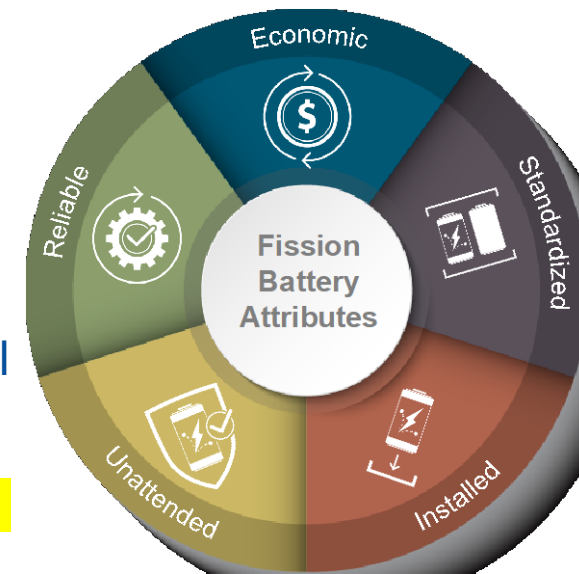 Economic
$
Reliable
Standardized
Fission
Battery
Attributes
Unattended
Installed